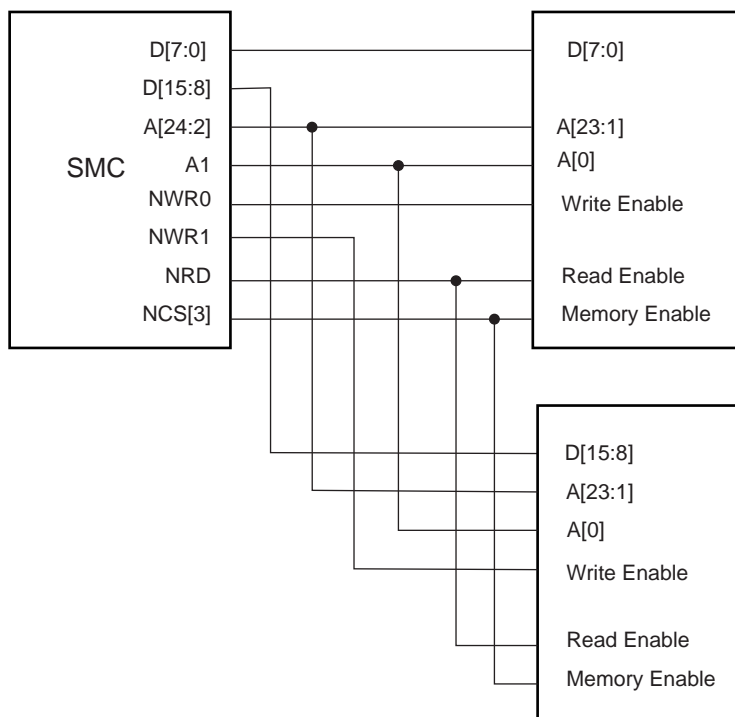 D[7:0]
D[15:8]
A[24:2]
SMC
A1
NWR0
NWR1
NRD
NCS[3]
D[7:0]
A[23:1]
A[0]
Write Enable
Read Enable
Memory Enable
D[15:8]
A[23:1]
A[0]
Write Enable
Read Enable
Memory Enable